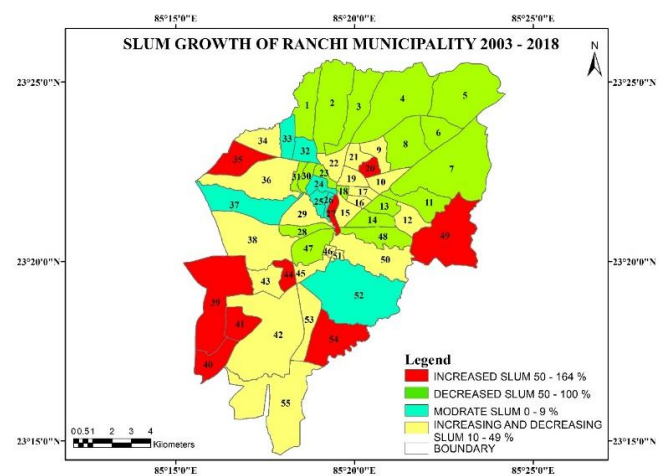 85°15'0"E 85°20'0"E 85°25'0"E
SLUM GROWTH OF RANCHI MUNICIPALITY 2003 - 2018
N
23°25'0"N 23°25'0"N
1 2 3 4 5
6
34 33 32 22 21 9 8
35 20 7
36 31 30 23 19 10
24 18 17
37 25 26 16 13 11
29 27 15 14 12 49
28 48
38 47 46 51 50
23°20'0"N 23°20'0"N
43 44 45 52
39
41 42 53 54
40
55
Legend
INCREASED SLUM 50 - 164 %
DECREASED SLUM 50 - 100 %
MODRATE SLUM 0 - 9 %
INCREASING AND DECREASING
SLUM 10 - 49 %
BOUNDARY
23°15'0"N 23°15'0"N
0 0.5 1 2 3 4
Kilometers
85°15'0"E 85°20'0"E 85°25'0"E